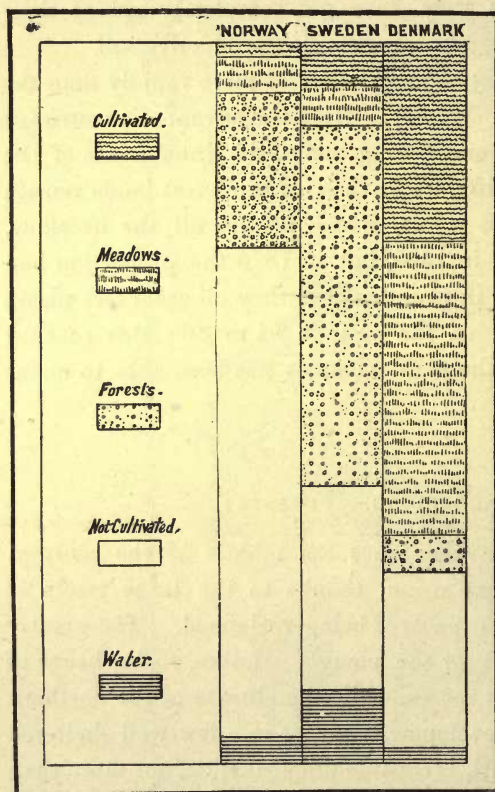 NORWAY SWEDEN DENMARK
Cultivated.
Meadows.
Forests.
Not Cultivated.
Water.